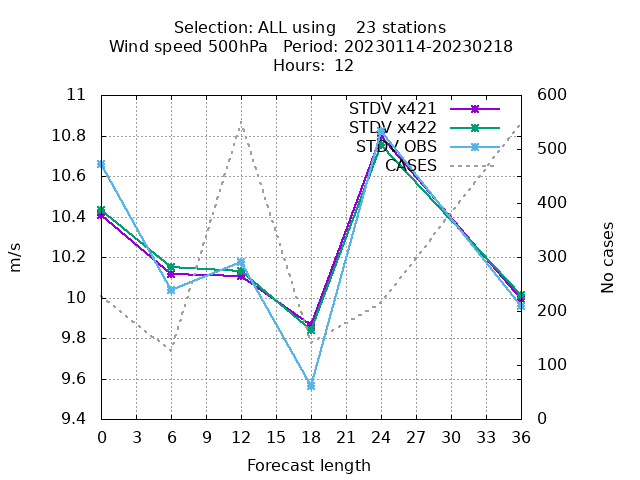 Selection: ALL using    23 stations
Wind speed 500hPa   Period: 20230114-20230218
Hours: 12
11
10.8
10.6
10.4
10.2
10
9.8
9.6
9.4
m/s
STDV x421
STDV x422
STDV OBS
CASES
600
500
400
300
200
100
0
No cases
0 3 6 9 12 15 18 21 24 27 30 33 36
Forecast length